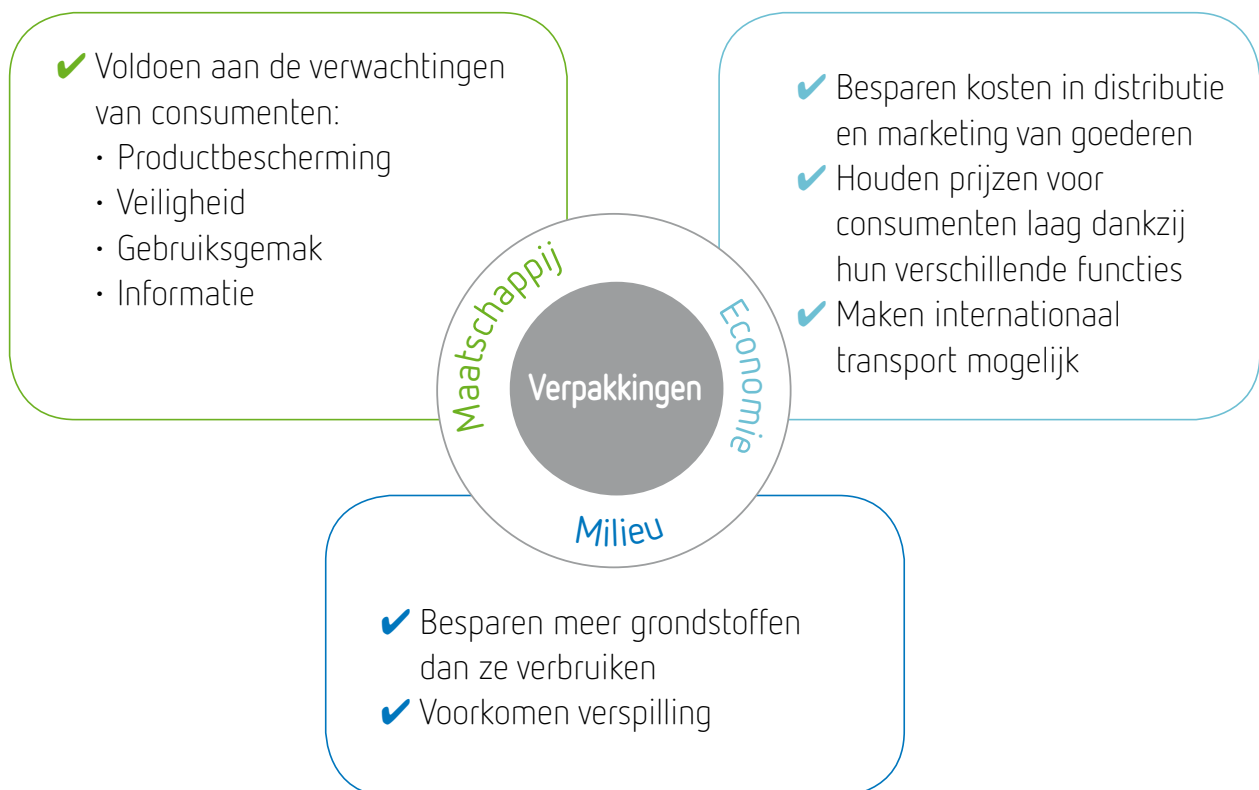 ✔ Voldoen aan de verwachtingen
van consumenten:
· Productbescherming
· Veiligheid
· Gebruiksgemak
· Informatie
✔ Besparen kosten in distributie
en marketing van goederen
✔ Houden prijzen voor
consumenten laag dankzij
hun verschillende functies
✔ Maken internationaal
transport mogelijk
Maatschappij
Economie
Verpakkingen
Milieu
✔ Besparen meer grondstoffen
dan ze verbruiken
✔ Voorkomen verspilling